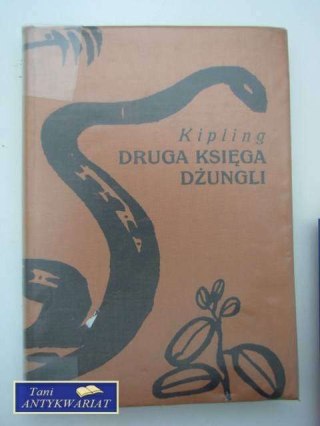 Kipling
DRUGA KSIĘGA
DŻUNGLI
Tani
ANTYKWARIAT